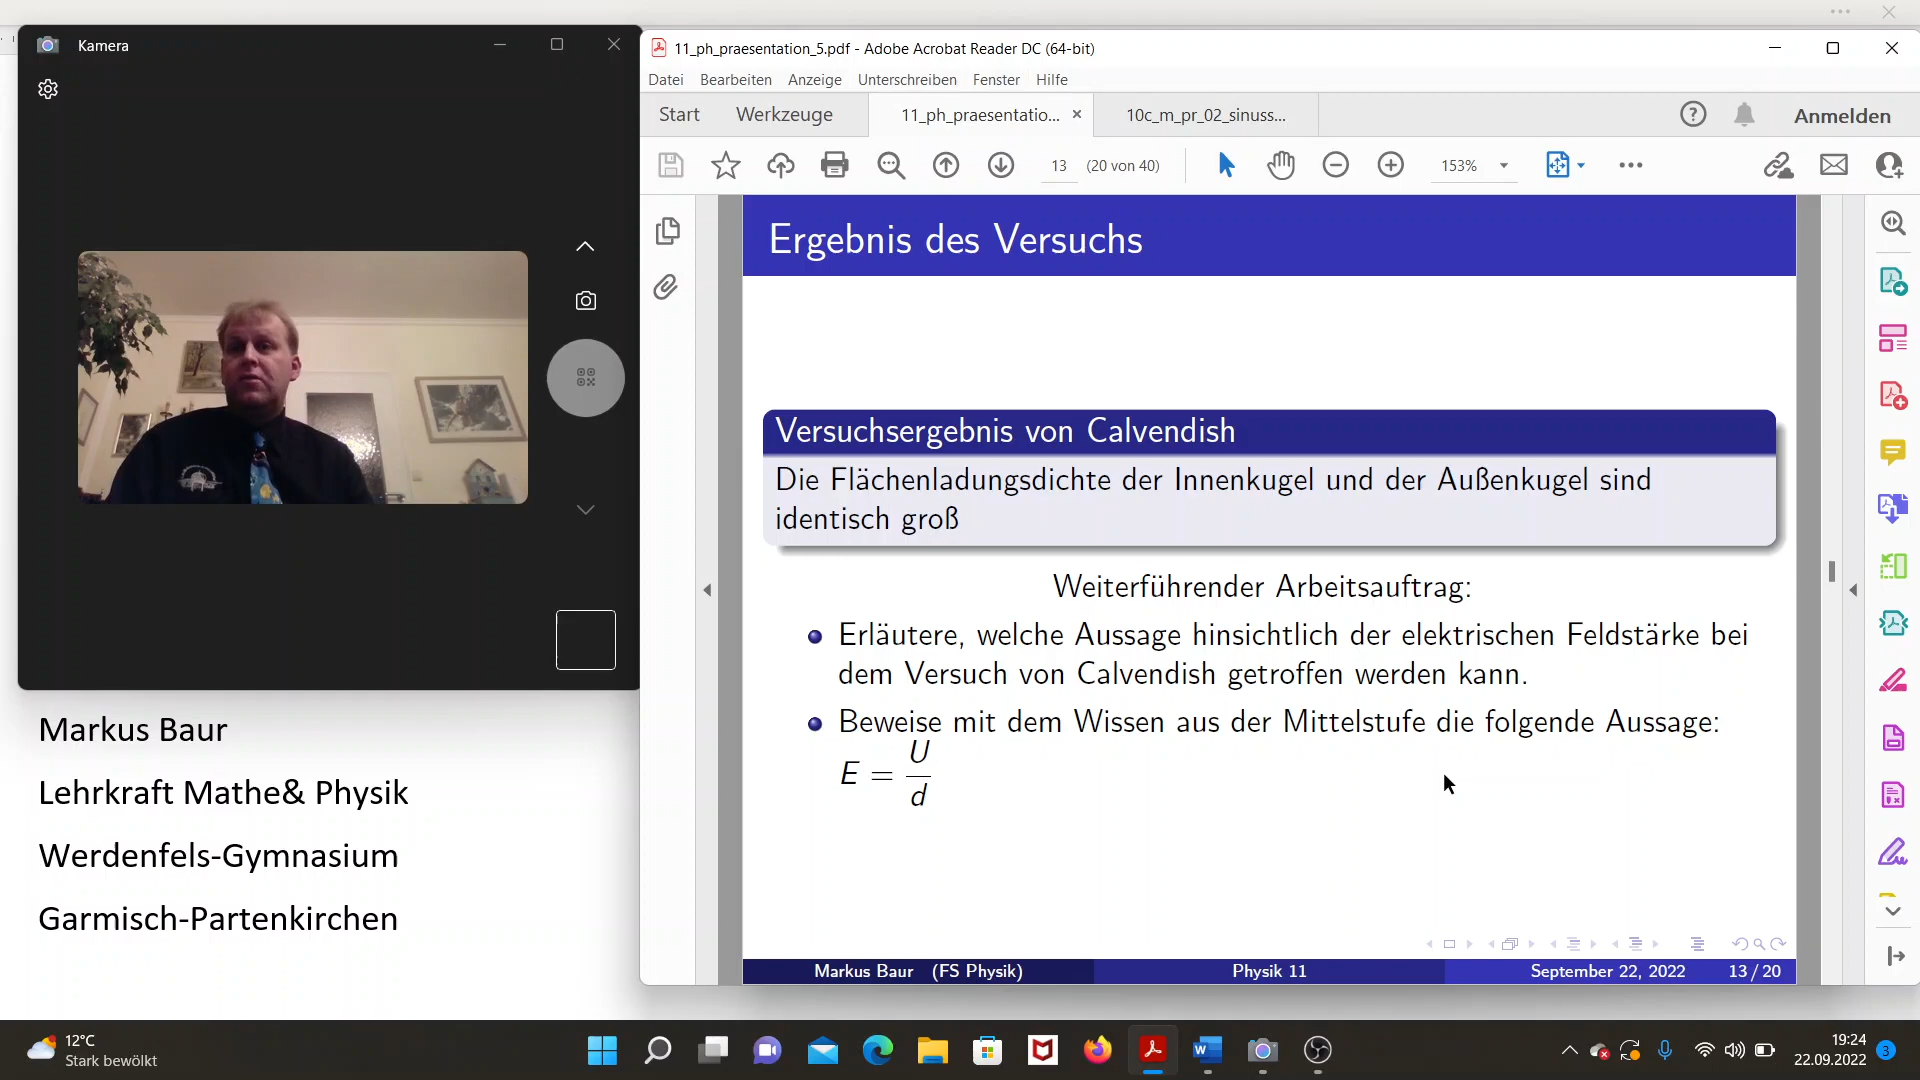 Kamera
Markus Baur
Lehrkraft Mathe& Physik
Werdenfels-Gymnasium
Garmisch-Partenkirchen
11_ph_praesentation_5.pdf - Adobe Acrobat Reader DC (64-bit)
Datei Bearbeiten Anzeige Unterschreiben Fenster Hilfe
Start Werkzeuge 11_ph_praesentatio... 10c_m_pr_02_sinuss... Anmelden
13 (20 von 40) 153%
Ergebnis des Versuchs
Versuchsergebnis von Calvendish
Die Flächenladungsdichte der Innenkugel und der Außenkugel sind
identisch groß
Weiterführender Arbeitsauftrag:
Erläutere, welche Aussage hinsichtlich der elektrischen Feldstärke bei
dem Versuch von Calvendish getroffen werden kann.
Beweise mit dem Wissen aus der Mittelstufe die folgende Aussage:
E = U/d
Markus Baur (FS Physik) Physik 11 September 22, 2022 13 / 20
12°C
Stark bewölkt
19:24
22.09.2022 3